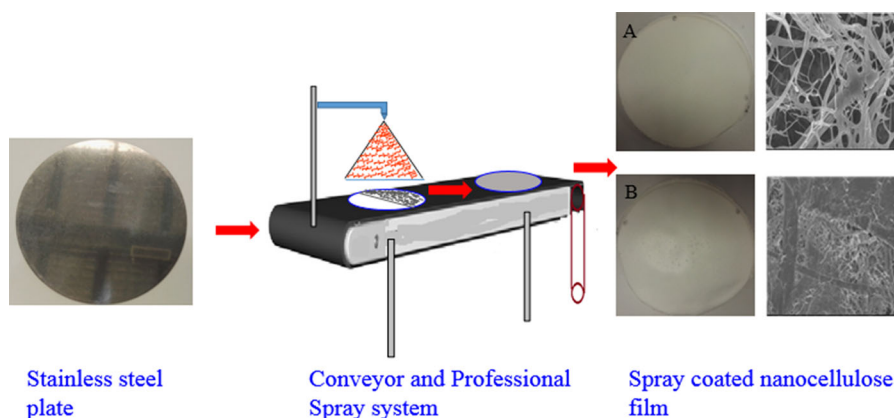 A
B
Stainless steel
plate
Conveyor and Professional
Spray system
Spray coated nanocellulose
film